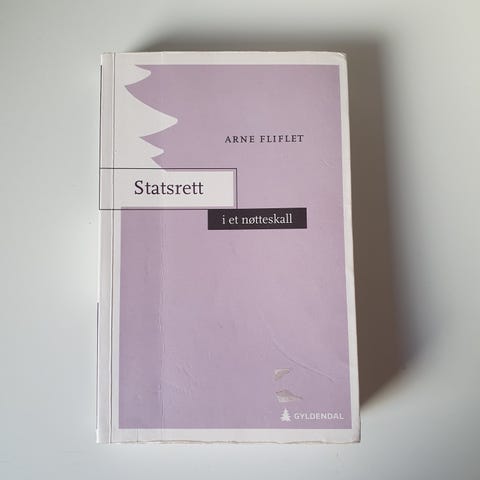 ARNE FLIFLET
Statsrett
i et nøtteskall
GYLDENDAL